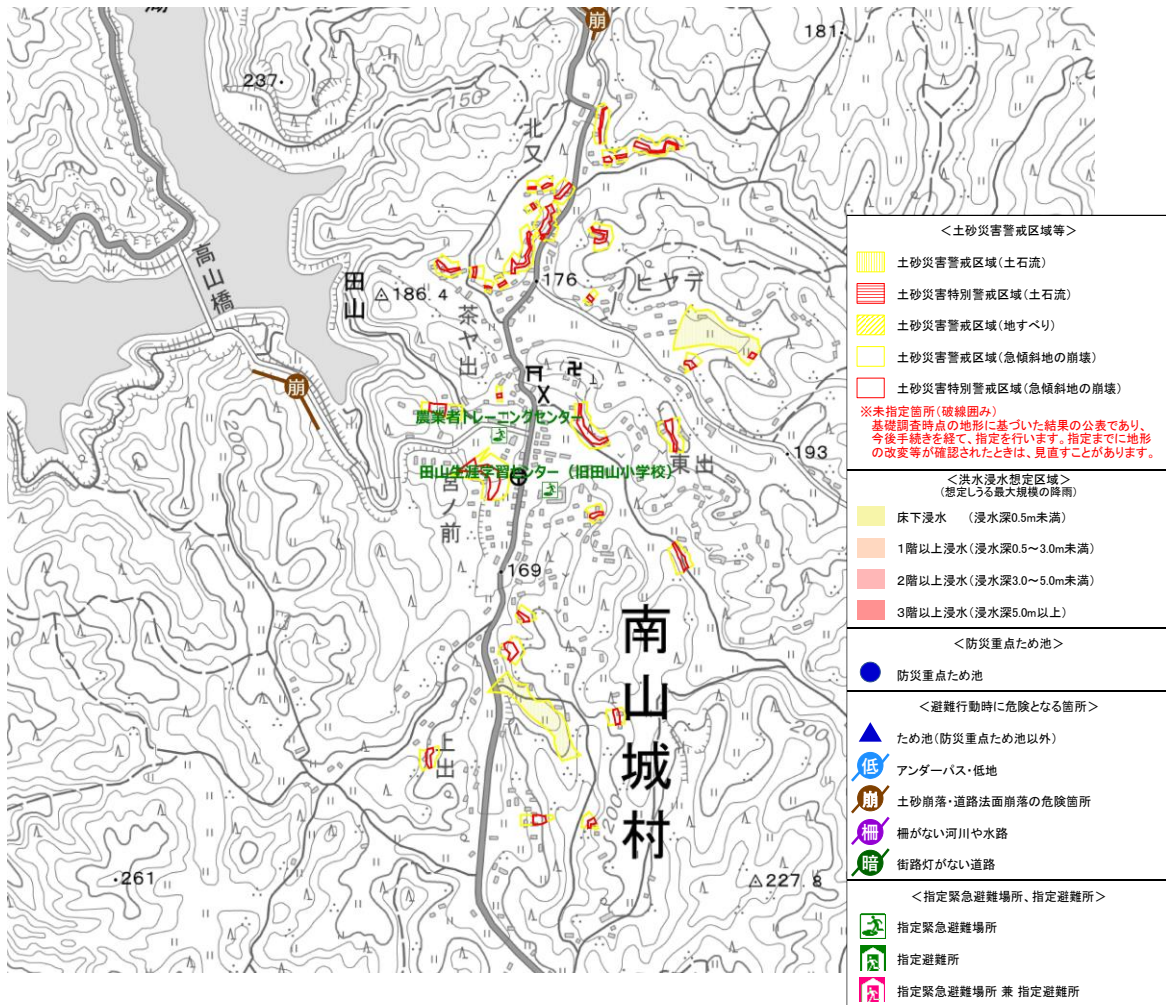 崩
181
237
150
北又
高山橋
田山
186.4
176
ヒヤデ
茶ヤ出
農業者トレーニングセンター
崩
193
東出
田山生涯学習センター（旧田山小学校）
宮ノ前
169
南山城村
上出
200
200
261
227.8
＜土砂災害警戒区域等＞
土砂災害警戒区域(土石流)
土砂災害特別警戒区域(土石流)
土砂災害警戒区域(地すべり)
土砂災害警戒区域(急傾斜地の崩壊)
土砂災害特別警戒区域(急傾斜地の崩壊)
※未指定箇所(破線囲み)
基礎調査時点の地形に基づいた結果の公表であり、
今後手続きを経て、指定を行います。指定までに地形
の改変等が確認されたときは、見直すことがあります。
＜洪水浸水想定区域＞
(想定しうる最大規模の降雨)
床下浸水　(浸水深0.5m未満)
1階以上浸水(浸水深0.5～3.0m未満)
2階以上浸水(浸水深3.0～5.0m未満)
3階以上浸水(浸水深5.0m以上)
＜防災重点ため池＞
防災重点ため池
＜避難行動時に危険となる箇所＞
ため池(防災重点ため池以外)
低 アンダーパス・低地
崩 土砂崩落・道路法面崩落の危険箇所
柵 柵がない河川や水路
暗 街路灯がない道路
＜指定緊急避難場所、指定避難所＞
指定緊急避難場所
指定避難所
指定緊急避難場所 兼 指定避難所